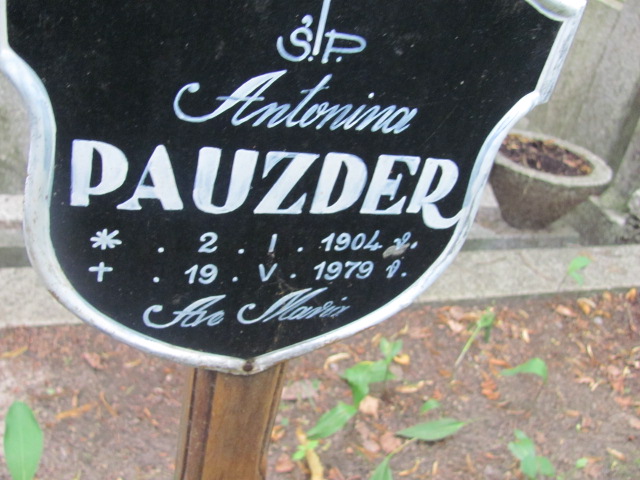 Ś.P.
Antonina
PAUZDER
* . 2 . I . 1904 r.
+ . 19 . V . 1979 r.
Ave Maria